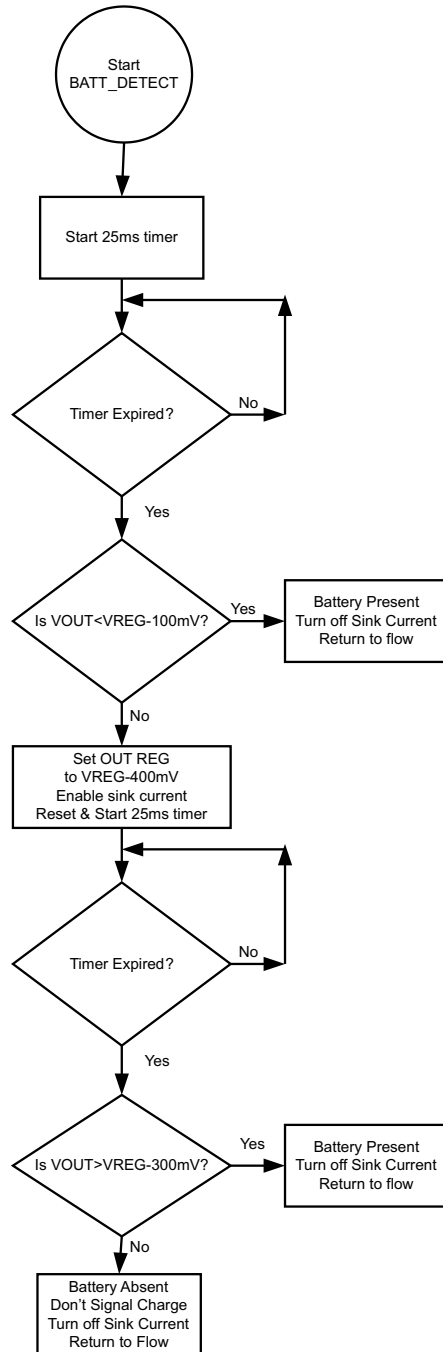 Start
BATT_DETECT
Start 25ms timer
No
Timer Expired?
Yes
Is VOUT<VREG-100mV?
Yes
Battery Present
Turn off Sink Current
Return to flow
No
Set OUT REG
to VREG-400mV
Enable sink current
Reset & Start 25ms timer
No
Timer Expired?
Yes
Is VOUT>VREG-300mV?
Yes
Battery Present
Turn off Sink Current
Return to flow
No
Battery Absent
Don't Signal Charge
Turn off Sink Current
Return to Flow